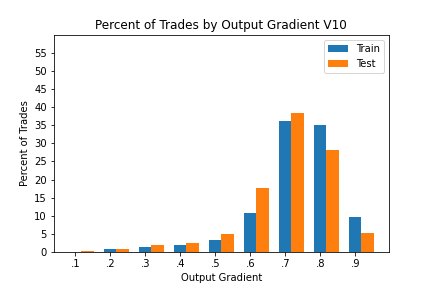 Percent of Trades by Output Gradient V10
Train
Test
Percent of Trades
55
50
45
40
35
30
25
20
15
10
5
0
.1 .2 .3 .4 .5 .6 .7 .8 .9
Output Gradient